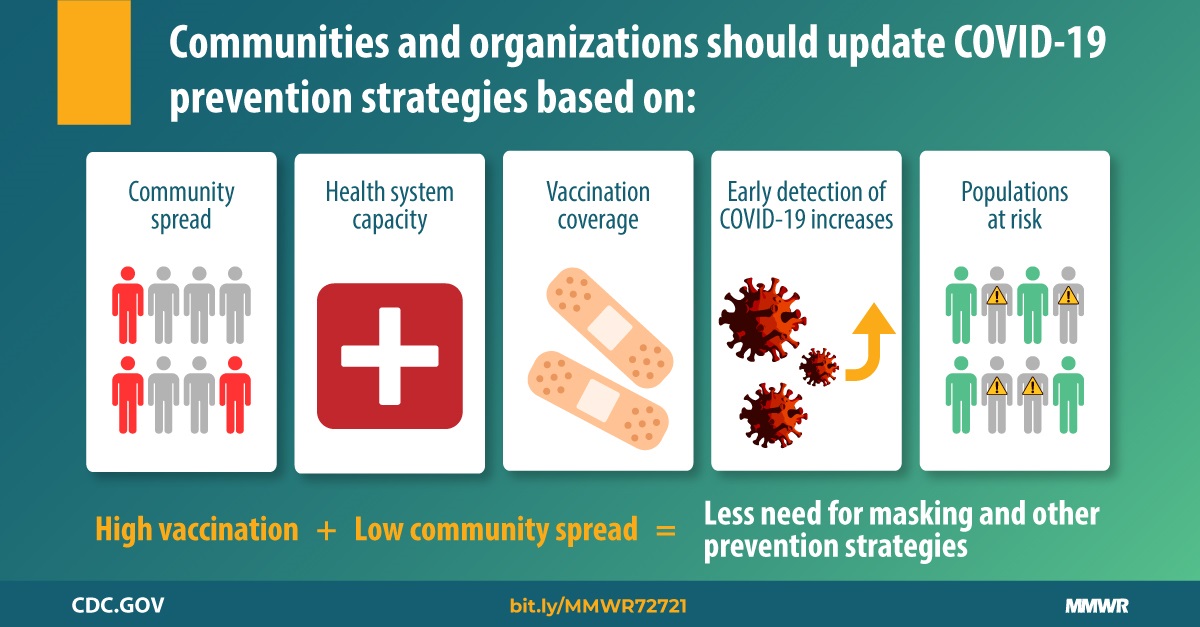 Communities and organizations should update COVID-19
prevention strategies based on:
Community
spread
Health system
capacity
Vaccination
coverage
Early detection of
COVID-19 increases
Populations
at risk
High vaccination + Low community spread =
Less need for masking and other
prevention strategies
CDC.GOV
bit.ly/MMWR72721
MMWR